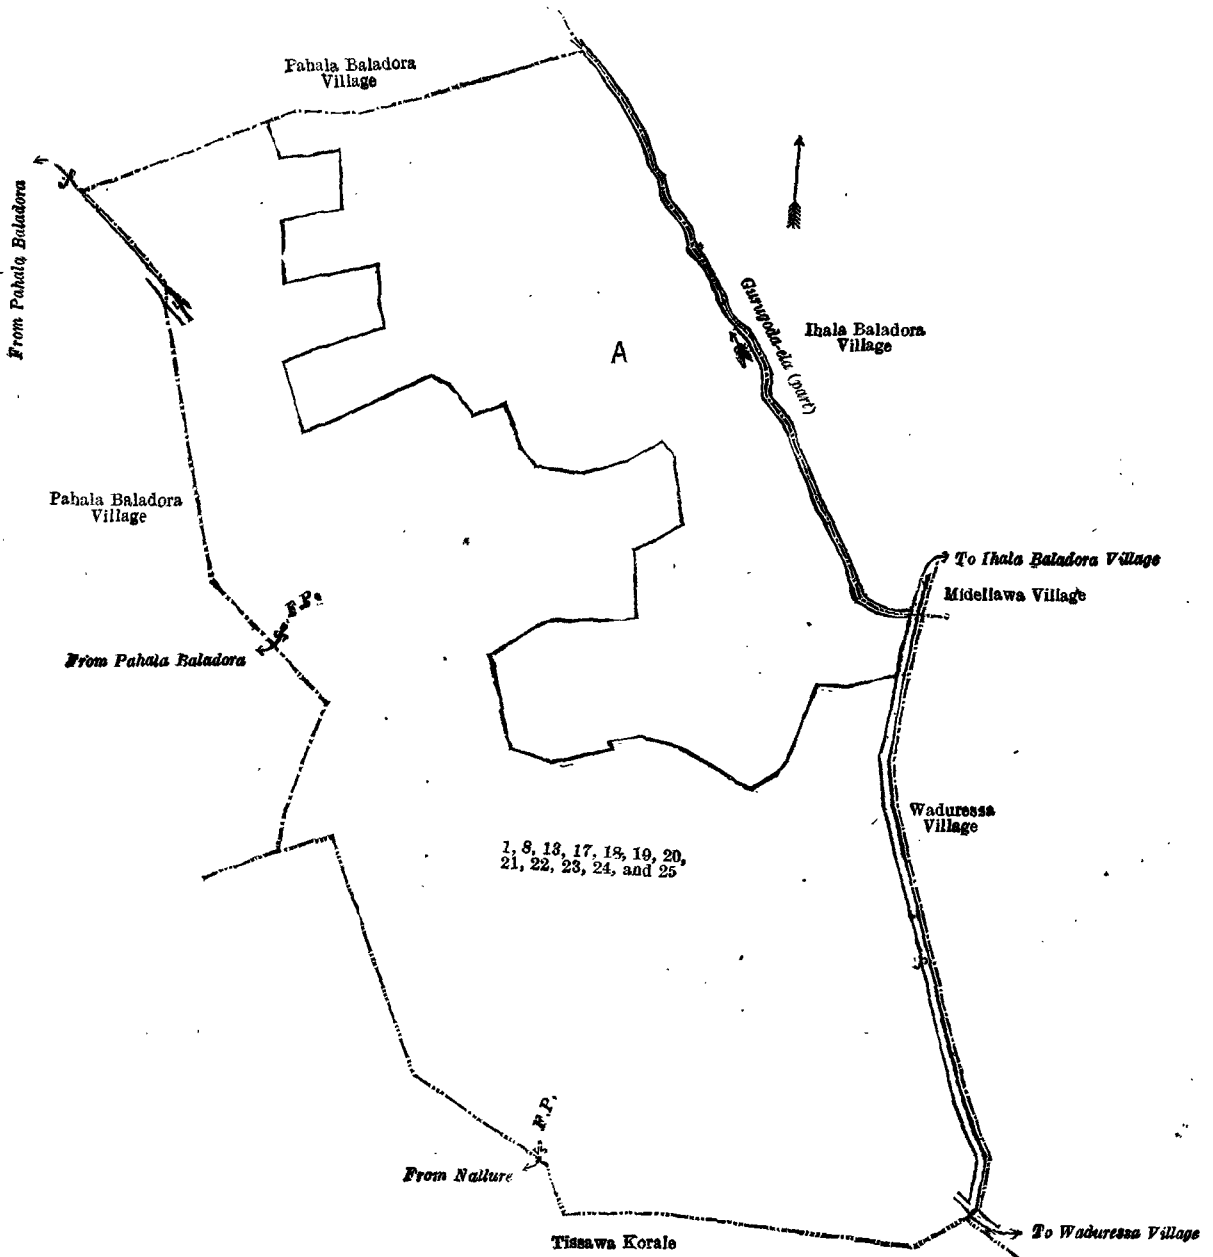 Pahala Baladora
Village
From Pahala Baladora
A
Gurugoda-ela (part)
Ihala Baladora
Village
Pahala Baladora
Village
To Ihala Baladora Village
Midellawa Village
F.P.
From Pahala Baladora
Waduressa
Village
1, 8, 13, 17, 18, 19, 20,
21, 22, 23, 24, and 25
F.P.
From Nallure
To Waduressa Village
Tissawa Korale